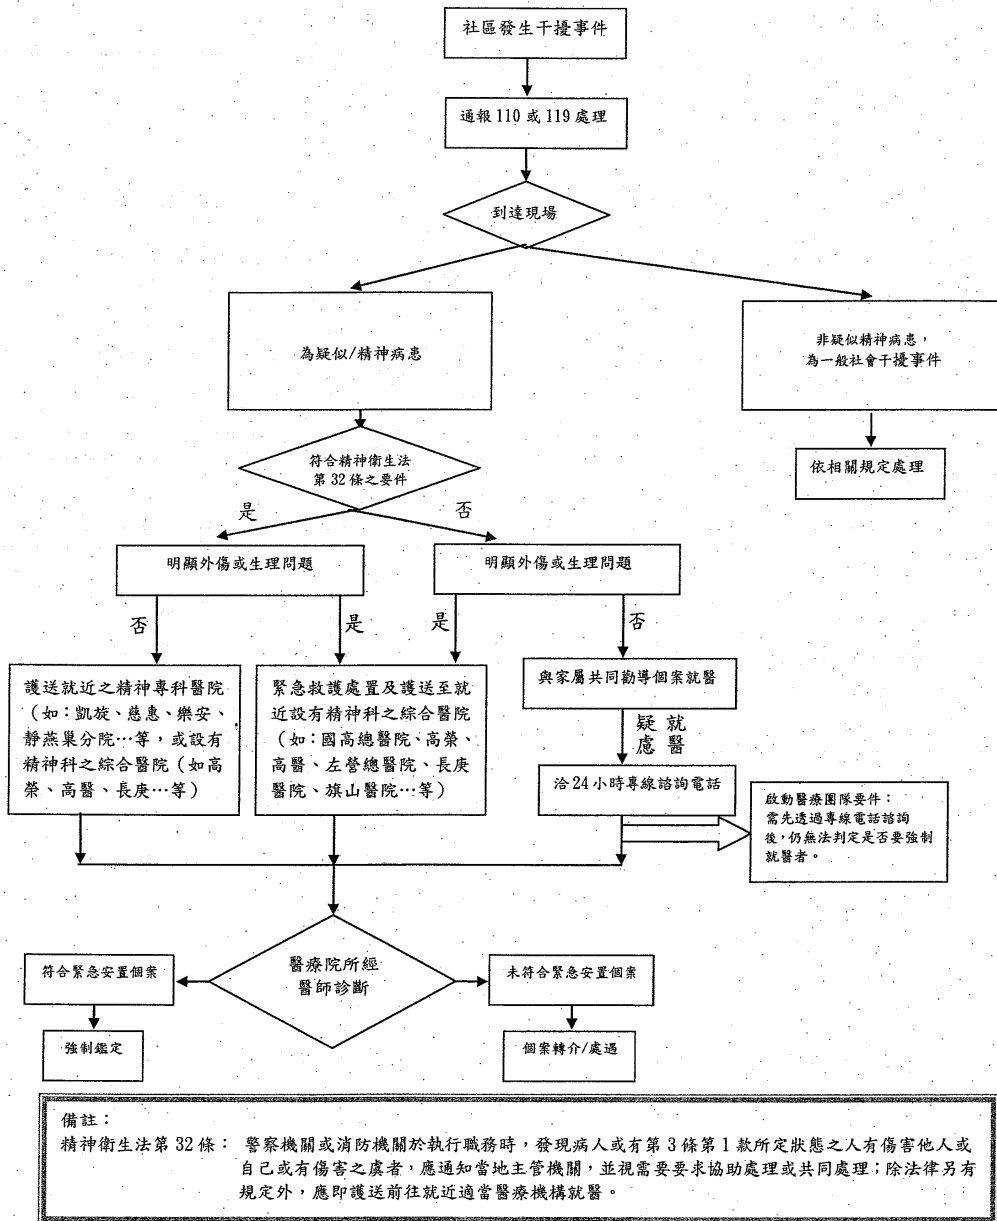 社區發生干擾事件
通報 110 或 119 處理
到達現場
為疑似/精神病患
非疑似精神病患，
為一般社會干擾事件
符合精神衛生法
第 32 條之要件
依相關規定處理
是
否
明顯外傷或生理問題
明顯外傷或生理問題
否
是
是
否
護送就近之精神專科醫院
（如：凱旋、慈惠、樂安、
靜燕巢分院…等，或設有
精神科之綜合醫院（如高
榮、高醫、長庚…等）
緊急救護處置及護送至就
近設有精神科之綜合醫院
（如：國高總醫院、高榮、
高醫、左營總醫院、長庚
醫院、旗山醫院…等）
與家屬共同勸導個案就醫
疑 就
慮 醫
洽 24 小時專線諮詢電話
啟動醫療團隊要件：
需先透過專線電話諮詢
後，仍無法判定是否要強制
就醫者。
醫療院所經
醫師診斷
符合緊急安置個案
未符合緊急安置個案
強制鑑定
個案轉介/處遇
備註：
精神衛生法第 32 條： 警察機關或消防機關於執行職務時，發現病人或有第 3 條第 1 款所定狀態之人有傷害他人或
自己或有傷害之虞者，應通知當地主管機關，並視需要要求協助處理或共同處理；除法律另有
規定外，應即護送前往就近適當醫療機構就醫。